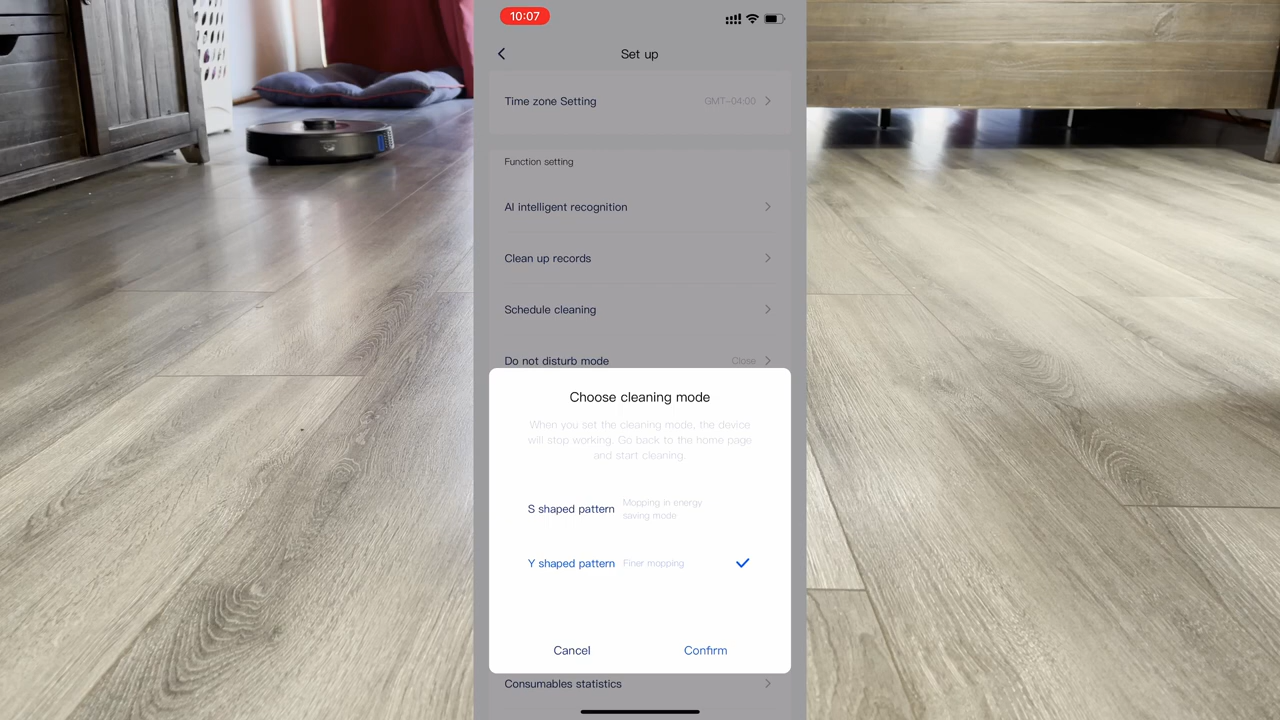 10:07
Set up
Time zone Setting GMT-04:00
Function setting
AI intelligent recognition
Clean up records
Schedule cleaning
Do not disturb mode Close
Choose cleaning mode
When you set the cleaning mode, the device
will stop working. Go back to the home page
and start cleaning.
S shaped pattern Mopping in energy
saving mode
Y shaped pattern Finer mopping
Cancel Confirm
Consumables statistics